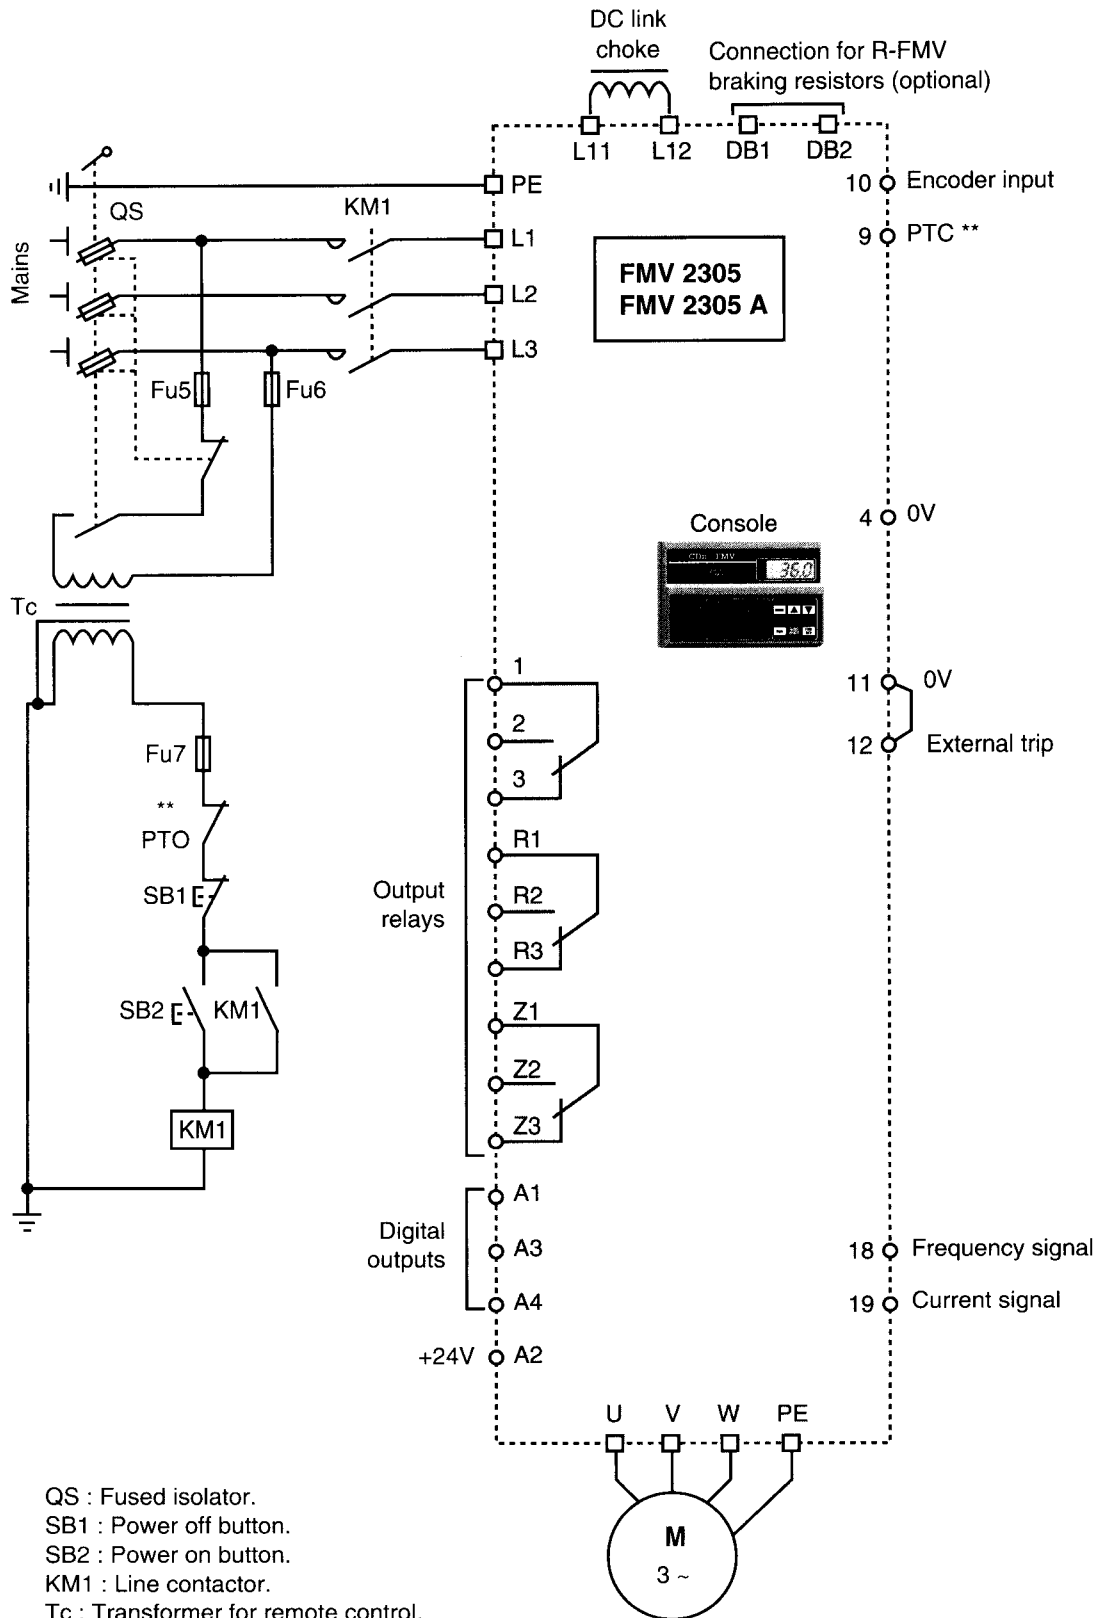 DC link
choke
Connection for R-FMV
braking resistors (optional)
L11
L12
DB1
DB2
PE
10
Encoder input
QS
KM1
L1
9
PTC **
Mains
FMV 2305
FMV 2305 A
L2
L3
Fu5
Fu6
4
0V
Console
36.0
Tc
1
11
0V
2
12
External trip
Fu7
3
**
PTO
R1
SB1
Output
relays
R2
R3
SB2
KM1
Z1
Z2
KM1
Z3
A1
Digital
outputs
A3
18
Frequency signal
A4
19
Current signal
+24V
A2
U
V
W
PE
M
3 ~
QS : Fused isolator.
SB1 : Power off button.
SB2 : Power on button.
KM1 : Line contactor.
Tc : Transformer for remote control.